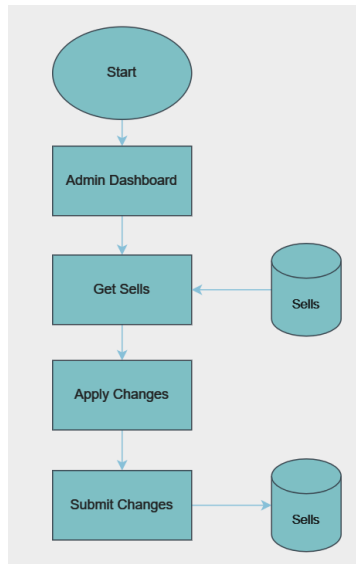 Start
Admin Dashboard
Get Sells
Sells
Apply Changes
Submit Changes
Sells